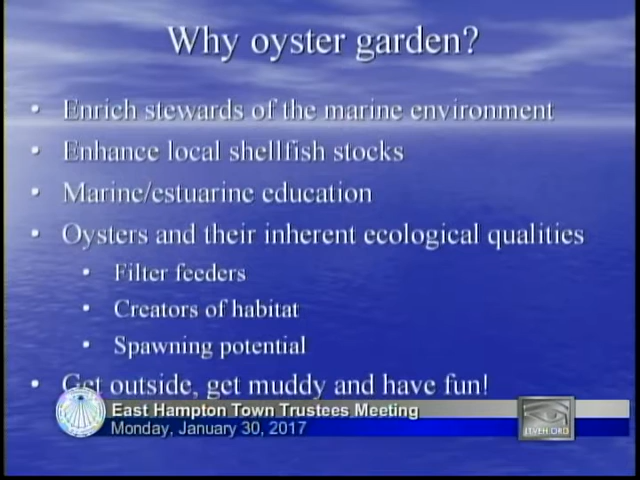 Why oyster garden?
• Enrich stewards of the marine environment
• Enhance local shellfish stocks
• Marine/estuarine education
• Oysters and their inherent ecological qualities
• Filter feeders
• Creators of habitat
• Spawning potential
• Get outside, get muddy and have fun!
East Hampton Town Trustees Meeting
Monday, January 30, 2017